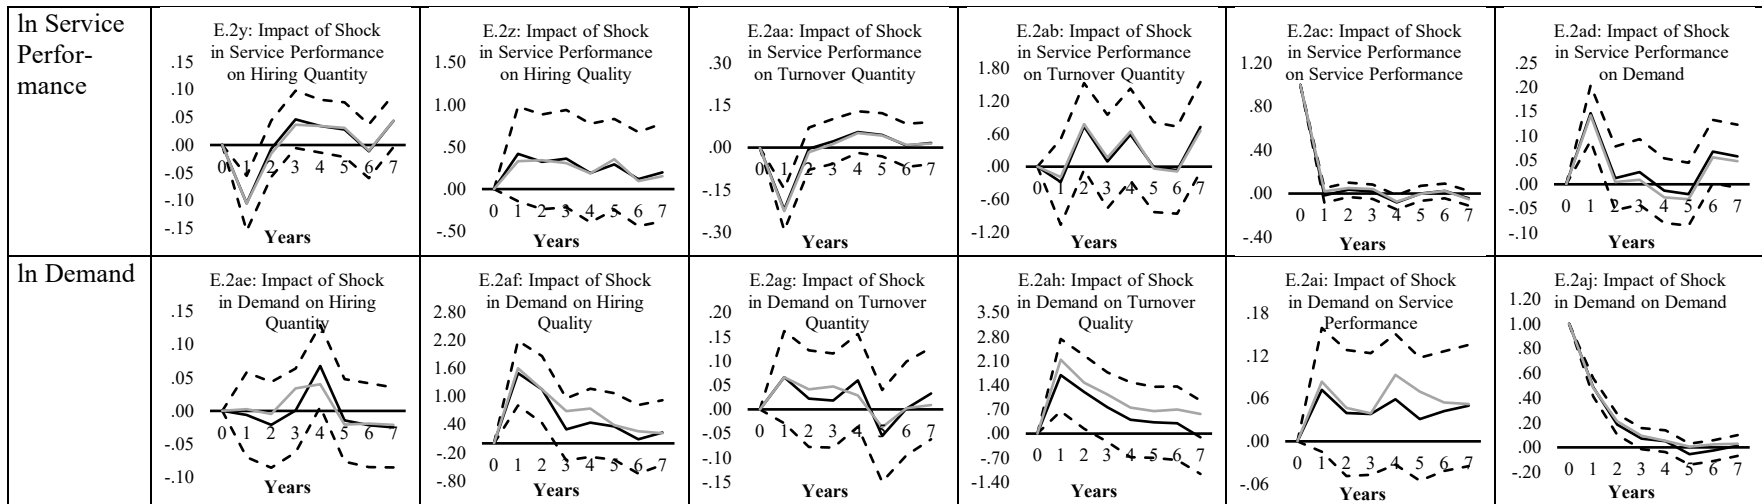 ln Service
Perfor-
mance
E.2y: Impact of Shock
in Service Performance
on Hiring Quantity
.15
.10
.05
.00
-.05
-.10
-.15
0 1 2 3 4 5 6 7
Years
E.2z: Impact of Shock
in Service Performance
on Hiring Quality
1.50
1.00
.50
.00
-.50
0 1 2 3 4 5 6 7
Years
E.2aa: Impact of Shock
in Service Performance
on Turnover Quantity
.30
.15
.00
-.15
-.30
0 1 2 3 4 5 6 7
Years
E.2ab: Impact of Shock
in Service Performance
on Turnover Quantity
1.80
1.20
.60
.00
-.60
-1.20
0 1 2 3 4 5 6 7
Years
E.2ac: Impact of Shock
in Service Performance
on Service Performance
1.20
.80
.40
.00
-.40
0 1 2 3 4 5 6 7
Years
E.2ad: Impact of Shock
in Service Performance
on Demand
.25
.20
.15
.10
.05
.00
-.05
-.10
0 1 2 3 4 5 6 7
Years
ln Demand
E.2ae: Impact of Shock
in Demand on Hiring
Quantity
.15
.10
.05
.00
-.05
-.10
0 1 2 3 4 5 6 7
Years
E.2af: Impact of Shock
in Demand on Hiring
Quality
2.80
2.20
1.60
1.00
.40
-.20
-.80
0 1 2 3 4 5 6 7
Years
E.2ag: Impact of Shock
in Demand on Turnover
Quantity
.20
.15
.10
.05
.00
-.05
-.10
-.15
0 1 2 3 4 5 6 7
Years
E.2ah: Impact of Shock
in Demand on Turnover
Quality
3.50
2.80
2.10
1.40
.70
.00
-.70
-1.40
0 1 2 3 4 5 6 7
Years
E.2ai: Impact of Shock
in Demand on Service
Performance
.18
.12
.06
.00
-.06
0 1 2 3 4 5 6 7
Years
E.2aj: Impact of Shock
in Demand on Demand
1.20
1.00
.80
.60
.40
.20
.00
-.20
0 1 2 3 4 5 6 7
Years